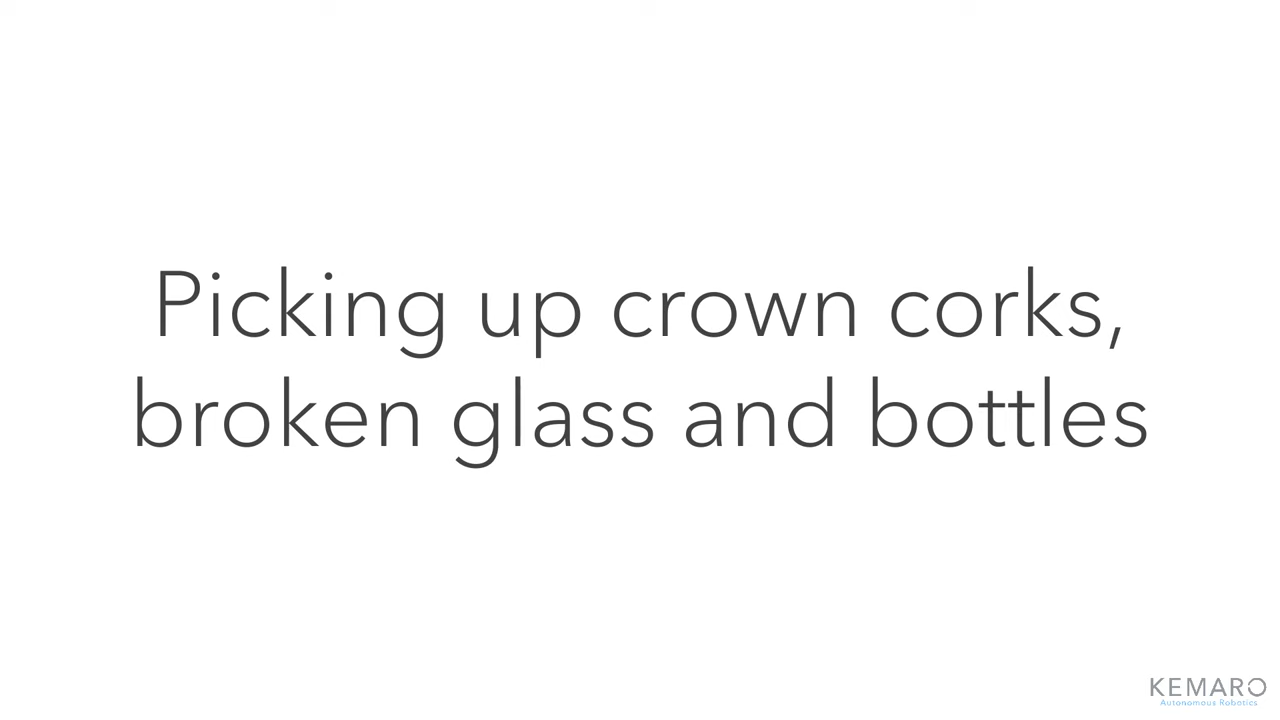 Picking up crown corks,
broken glass and bottles
KEMARO
Autonomous Robotics